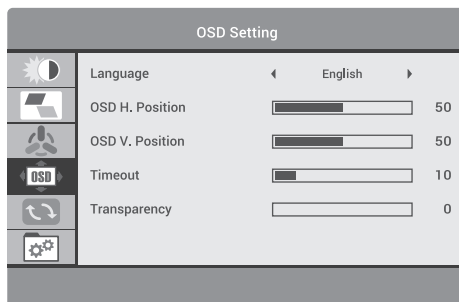 OSD Setting
Language English
OSD H. Position 50
OSD V. Position 50
OSD
Timeout 10
Transparency 0